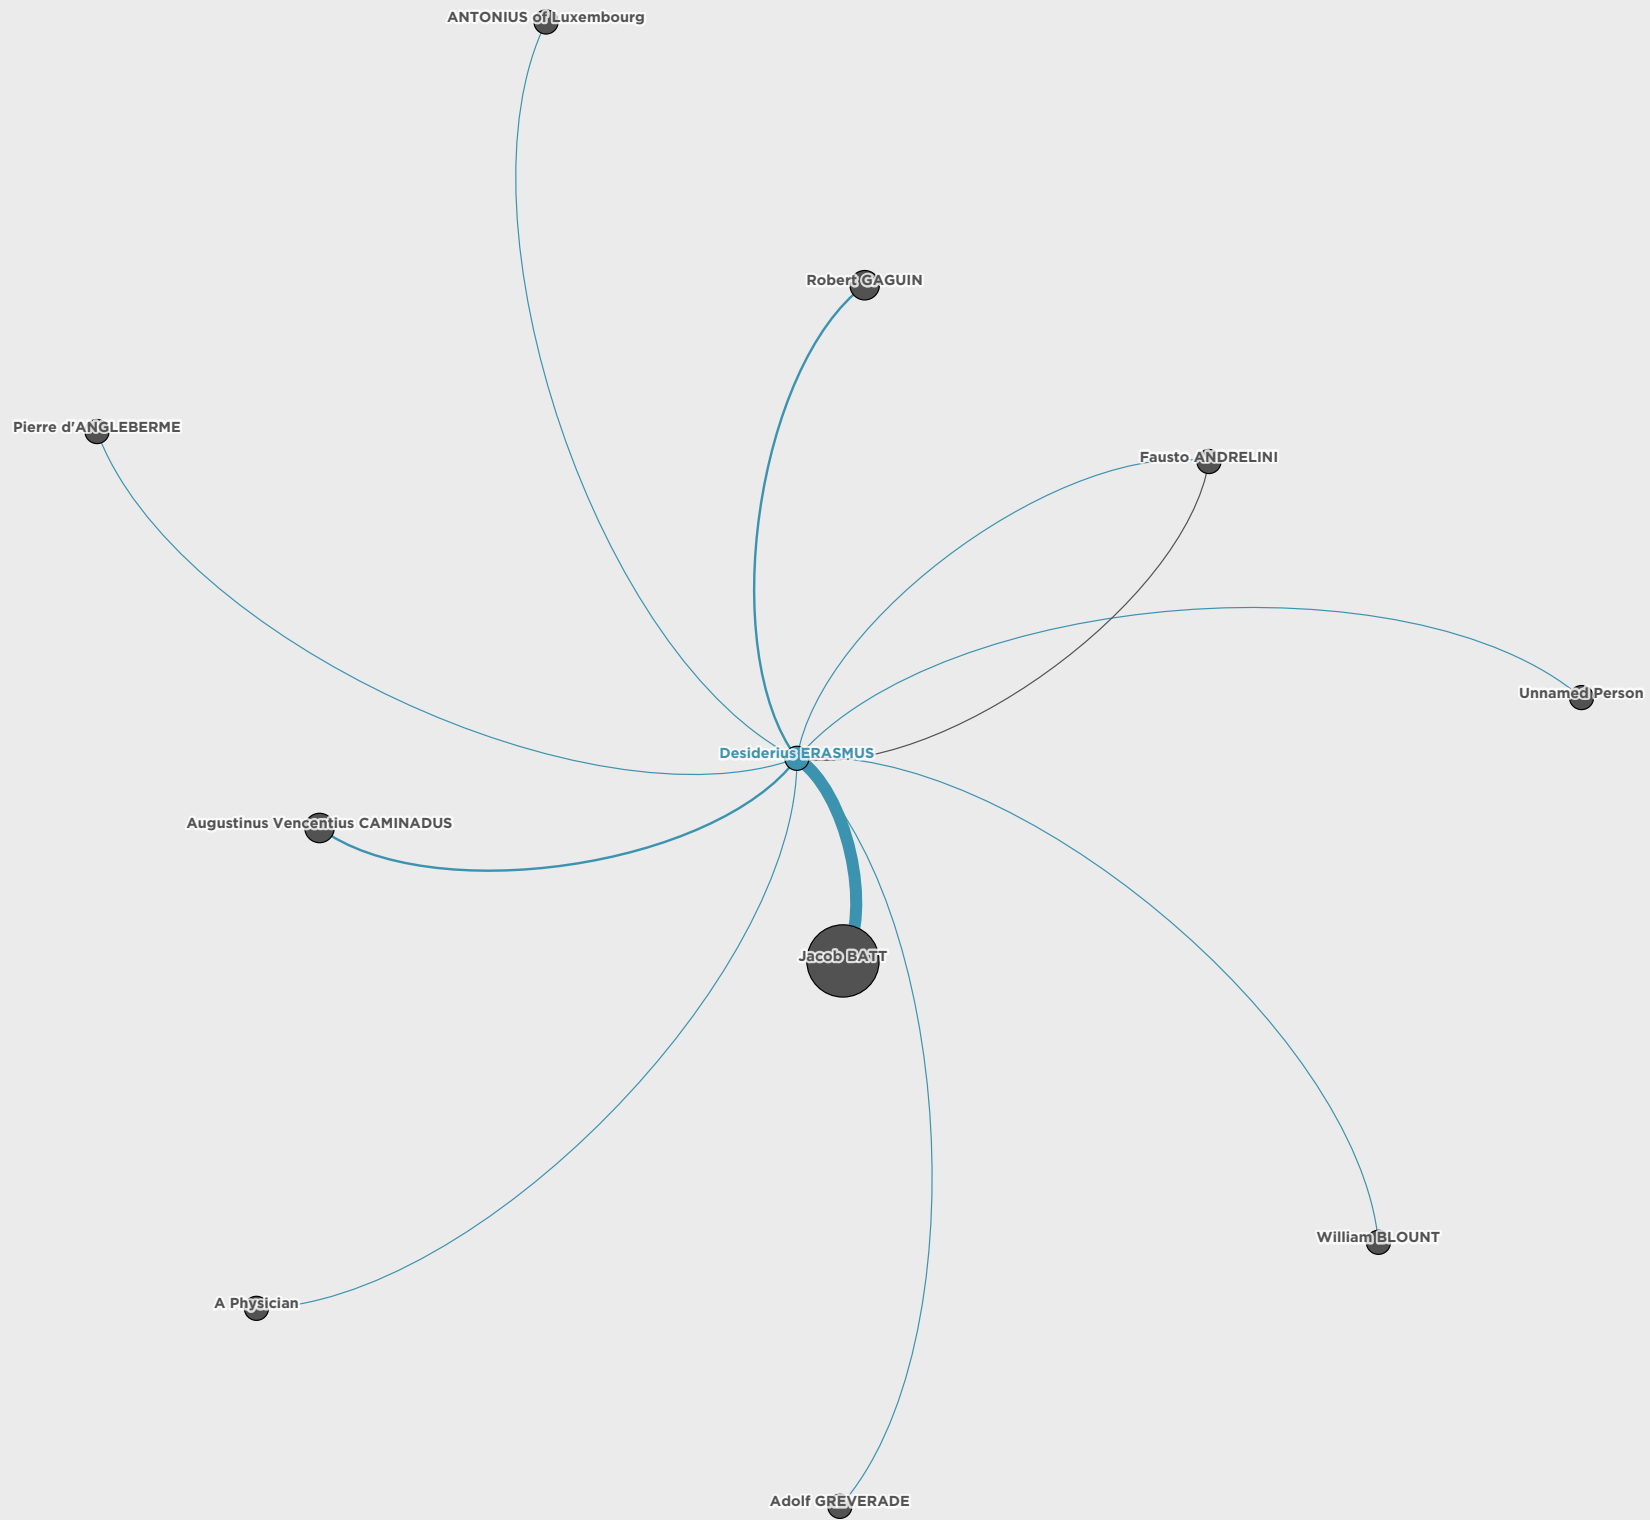 ANTONIUS of Luxembourg
Robert GAGUIN
Pierre d'ANGLEBERME
Fausto ANDRELINI
Unnamed Person
Desiderius ERASMUS
Augustinus Vencentius CAMINADUS
Jacob BATT
William BLOUNT
A Physician
Adolf GREVERADE